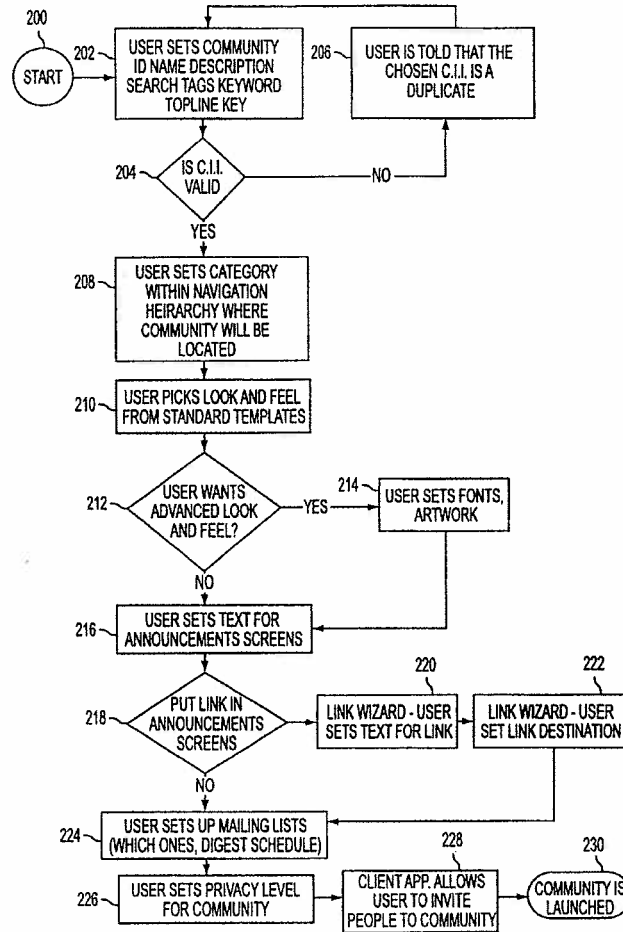 200
START
202
USER SETS COMMUNITY
ID NAME DESCRIPTION
SEARCH TAGS KEYWORD
TOPLINE KEY
206
USER IS TOLD THAT THE
CHOSEN C.I.I. IS A
DUPLICATE
204
IS C.I.I.
VALID
NO
YES
208
USER SETS CATEGORY
WITHIN NAVIGATION
HEIRARCHY WHERE
COMMUNITY WILL BE
LOCATED
210
USER PICKS LOOK AND FEEL
FROM STANDARD TEMPLATES
212
USER WANTS
ADVANCED LOOK
AND FEEL?
YES
214
USER SETS FONTS,
ARTWORK
NO
216
USER SETS TEXT FOR
ANNOUNCEMENTS SCREENS
218
PUT LINK IN
ANNOUNCEMENTS
SCREENS
220
LINK WIZARD - USER
SETS TEXT FOR LINK
222
LINK WIZARD - USER
SET LINK DESTINATION
NO
224
USER SETS UP MAILING LISTS
(WHICH ONES, DIGEST SCHEDULE)
226
USER SETS PRIVACY LEVEL
FOR COMMUNITY
228
CLIENT APP. ALLOWS
USER TO INVITE
PEOPLE TO COMMUNITY
230
COMMUNITY IS
LAUNCHED